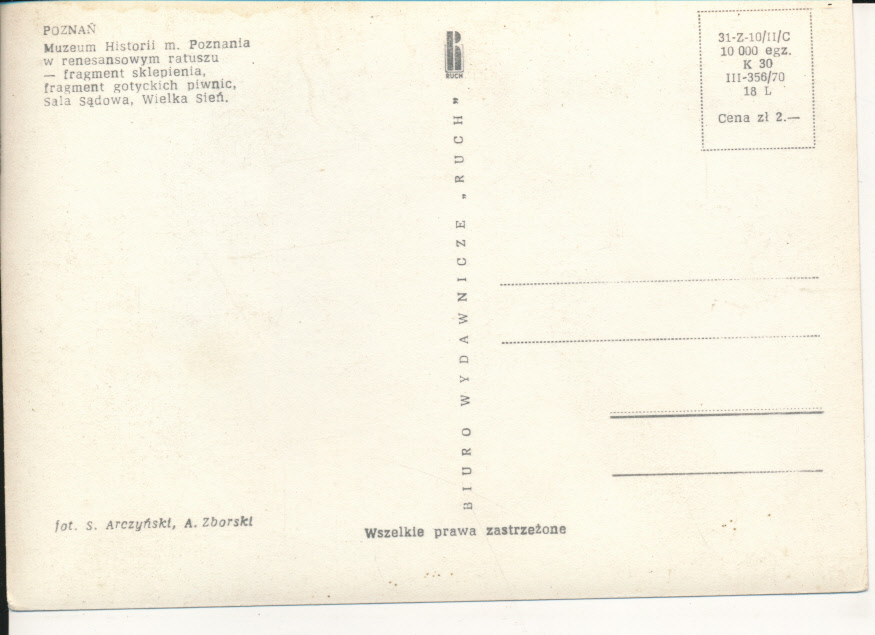 POZNAŃ
Muzeum Historii m. Poznania
w renesansowym ratuszu
— fragment sklepienia,
fragment gotyckich piwnic,
Sala Sądowa, Wielka Sień.
fot. S. Arczyński, A. Zborski
RUCH
BIURO WYDAWNICZE „RUCH”
Wszelkie prawa zastrzeżone
31-Z-10/II/C
10 000 egz.
K 30
III-356/70
18 L
Cena zł 2.—